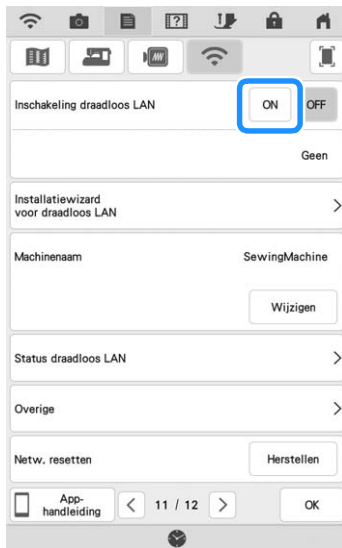 Inschakeling draadloos LAN
ON
OFF
Geen
Installatiewizard
voor draadloos LAN
Machinenaam
SewingMachine
Wijzigen
Status draadloos LAN
Overige
Netw. resetten
Herstellen
App-
handleiding
11 / 12
OK